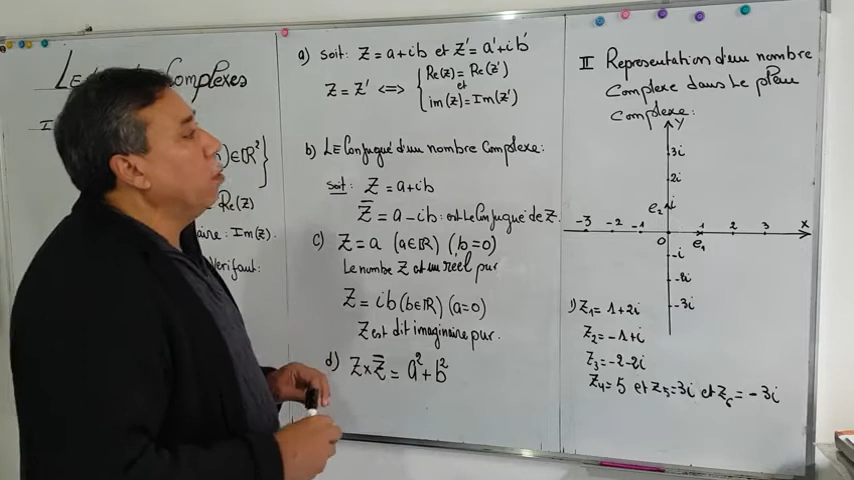 Complexes
I
) ∈ ℝ² }
Re(Z)
aire : Im(Z).
Verifiant :
a) soit : Z = a+ib et Z' = a'+ib'
Z = Z' <=> { Re(Z) = Re(Z')
et
im(Z) = Im(Z')
b) LE Conjugué d'un nombre Complexe :
soit : Z = a+ib
Z̅ = a-ib : est Le Conjugué de Z.
c) Z = a (a∈ℝ) (b=0)
Le nombre Z est un réel pur
Z = ib (b∈ℝ) (a=0)
Z est dit imaginaire pur.
d) Z×Z̅ = a²+b²
II Representation d'un nombre
Complexe dans Le plan
Complexe :
y
3i
2i
e₂ i
-3 -2 -1 0 1 2 3 x
e₁
-i
-2i
-3i
1) Z₁ = 1+2i
Z₂ = -1+i
Z₃ = -2-2i
Z₄ = 5 et Z₅ = 3i et Z₆ = -3i